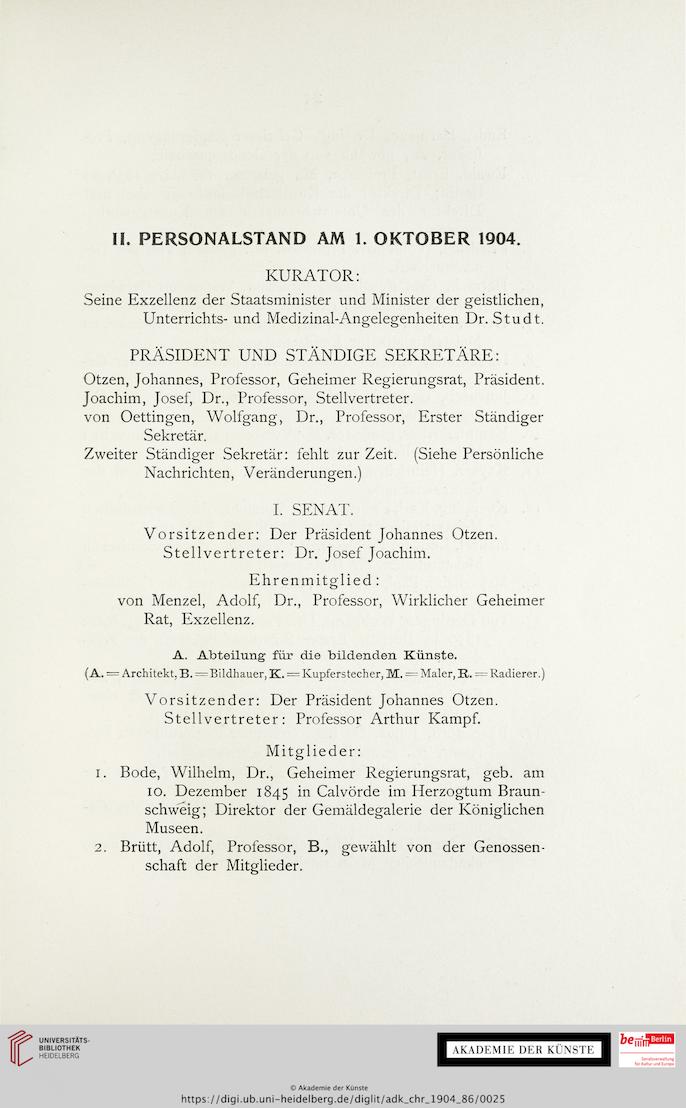 II. PERSONALSTAND AM 1. OKTOBER 1904.
KURATOR:
Seine Exzellenz der Staatsminister und Minister der geistlichen,
Unterrichts- und Medizinal-Angelegenheiten Dr. Studt.
PRÄSIDENT UND STÄNDIGE SEKRETÄRE:
Otzen, Johannes, Professor, Geheimer Regierungsrat, Präsident.
Joachim, Josef, Dr., Professor, Stellvertreter.
von Oettingen, Wolfgang, Dr., Professor, Erster Ständiger
Sekretär.
Zweiter Ständiger Sekretär: fehlt zur Zeit. (Siehe Persönliche
Nachrichten, Veränderungen.)
I. SENAT.
Vorsitzender: Der Präsident Johannes Otzen.
Stellvertreter: Dr. Josef Joachim.
Ehrenmitglied:
von Menzel, Adolf, Dr., Professor, Wirklicher Geheimer
Rat, Exzellenz.
A. Abteilung für die bildenden Künste.
(A. = Architekt, B. = Bildhauer, K. = Kupferstecher, M. = Maler, R. = Radierer.)
Vorsitzender: Der Präsident Johannes Otzen.
Stellvertreter: Professor Arthur Kampf.
Mitglieder:
1. Bode, Wilhelm, Dr., Geheimer Regierungsrat, geb. am
10. Dezember 1845 in Calvörde im Herzogtum Braun-
schweig; Direktor der Gemäldegalerie der Königlichen
Museen.
2. Brütt, Adolf, Professor, B., gewählt von der Genossen-
schaft der Mitglieder.
UNIVERSITÄTS-
BIBLIOTHEK
HEIDELBERG
AKADEMIE DER KÜNSTE
be Berlin
Senatsverwaltung
für Kultur und Europa
© Akademie der Künste
https://digi.ub.uni-heidelberg.de/diglit/adk_chr_1904_86/0025